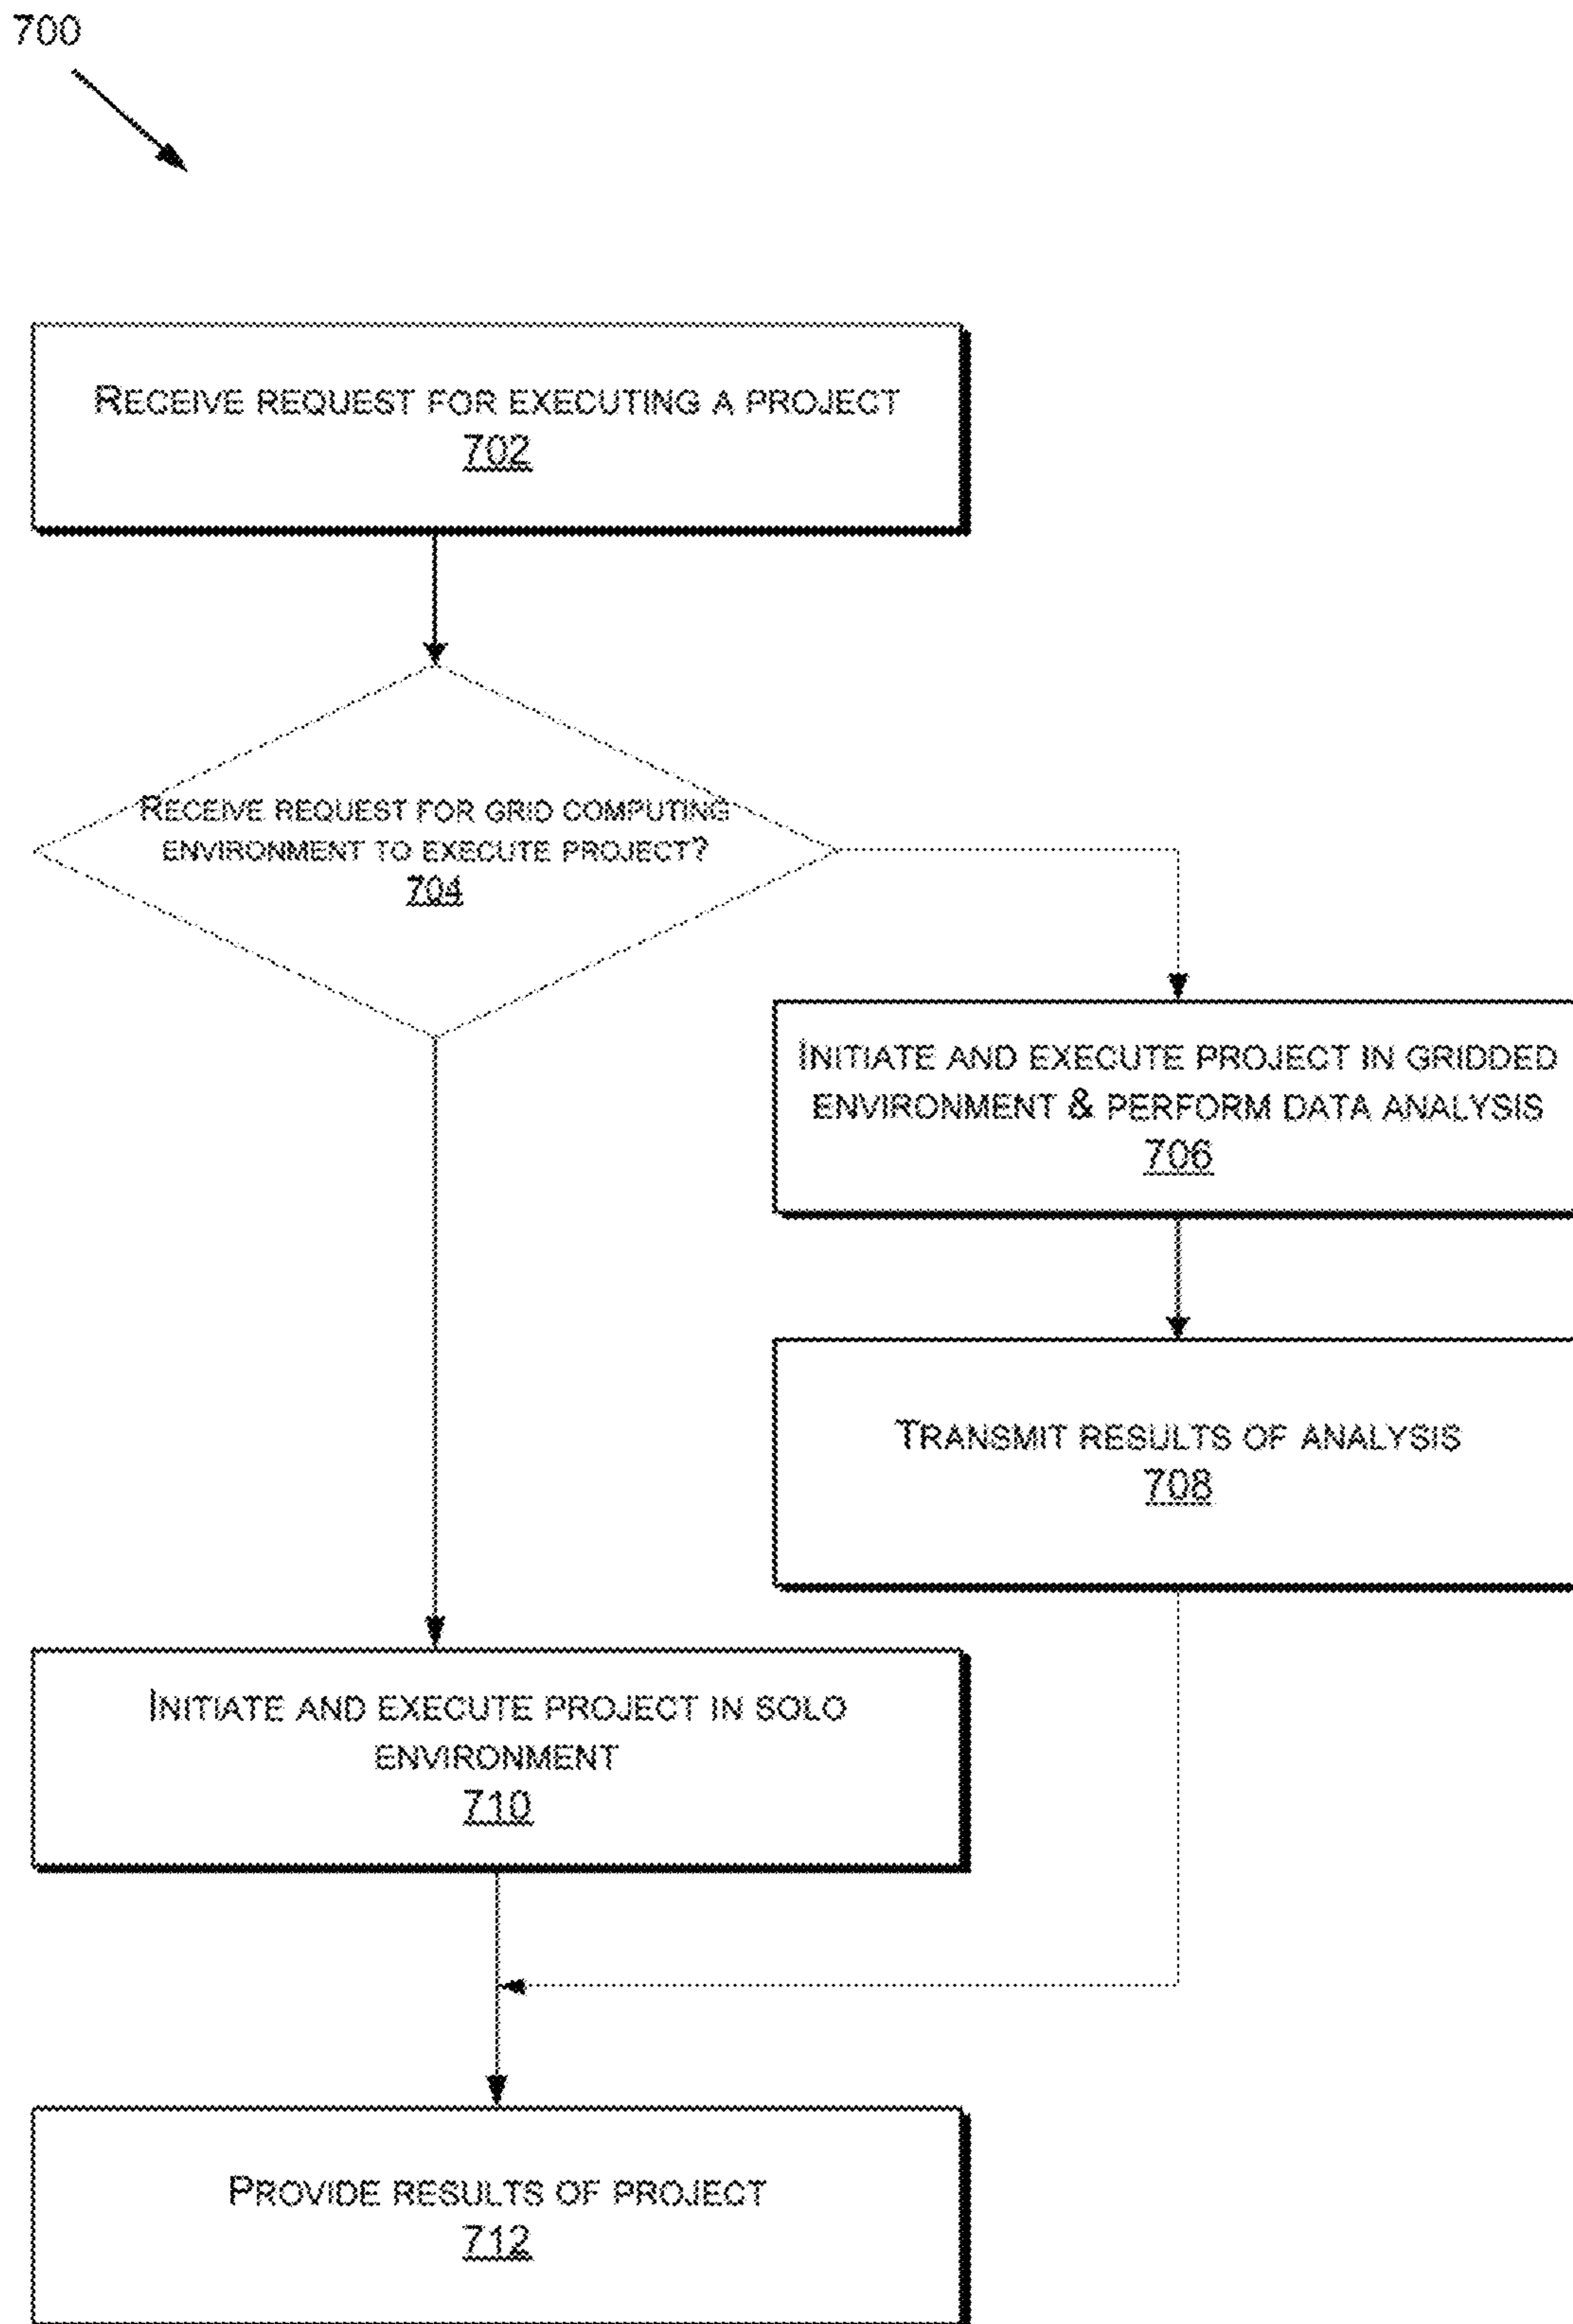 700
RECEIVE REQUEST FOR EXECUTING A PROJECT
702
RECEIVE REQUEST FOR GRID COMPUTING
ENVIRONMENT TO EXECUTE PROJECT?
704
INITIATE AND EXECUTE PROJECT IN GRIDDED
ENVIRONMENT & PERFORM DATA ANALYSIS
706
TRANSMIT RESULTS OF ANALYSIS
708
INITIATE AND EXECUTE PROJECT IN SOLO
ENVIRONMENT
710
PROVIDE RESULTS OF PROJECT
712